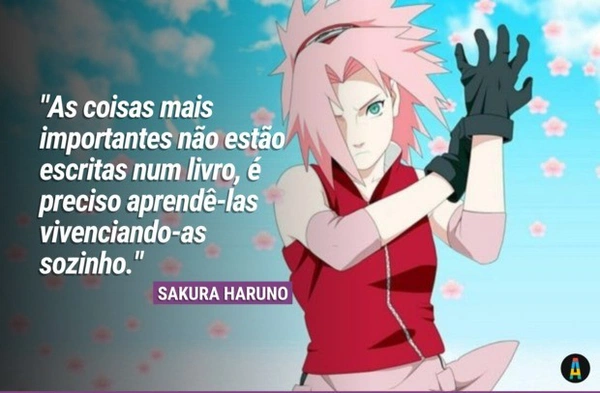 "As coisas mais
importantes não estão
escritas num livro, é
preciso aprendê-las
vivenciando-as
sozinho."
SAKURA HARUNO
A